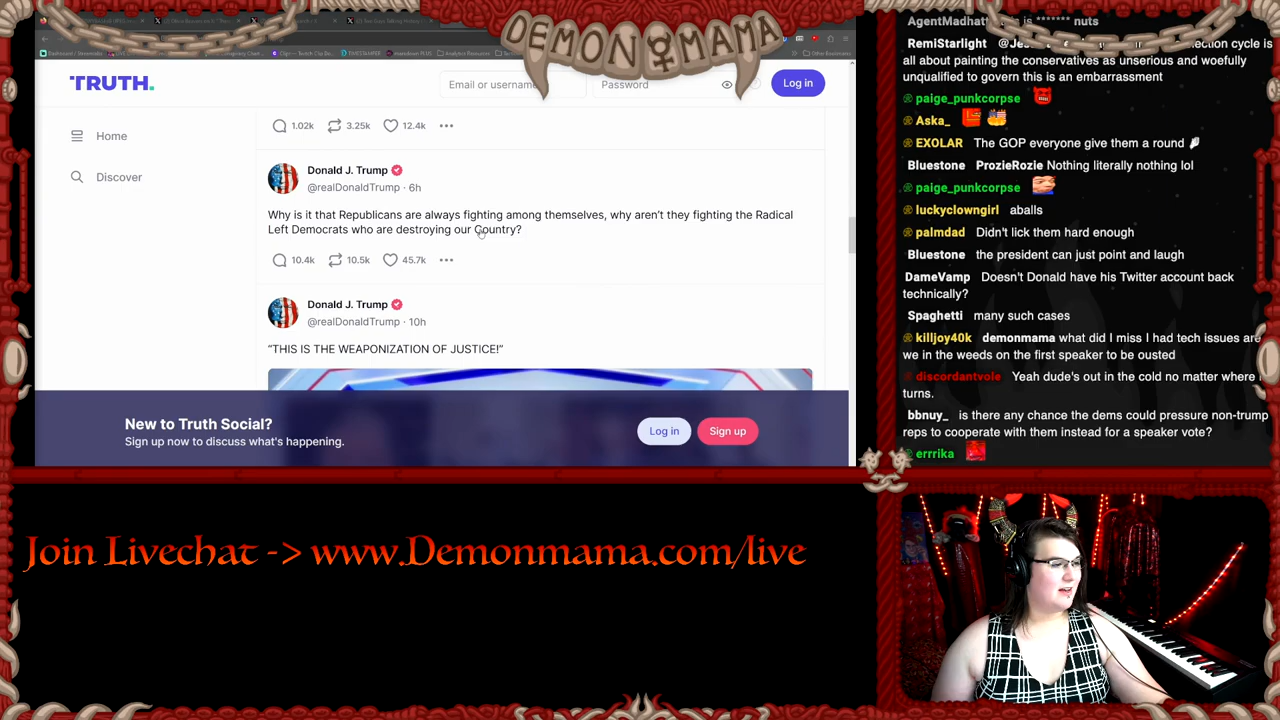 DEMON MAMA
TRUTH.
Email or username
Password
Log in
Home
Discover
1.02k 3.25k 12.4k
Donald J. Trump
@realDonaldTrump · 6h
Why is it that Republicans are always fighting among themselves, why aren't they fighting the Radical
Left Democrats who are destroying our Country?
10.4k 10.5k 45.7k
Donald J. Trump
@realDonaldTrump · 10h
“THIS IS THE WEAPONIZATION OF JUSTICE!”
New to Truth Social?
Sign up now to discuss what's happening.
Log in
Sign up
Join Livechat -> www.Demonmama.com/live
******* nuts
RemiStarlight
cycle is
all about painting the conservatives as unserious and woefully
unqualified to govern this is an embarrassment
paige_punkcorpse
Aska_
EXOLAR The GOP everyone give them a round
Bluestone ProzieRozie Nothing literally nothing lol
paige_punkcorpse
luckyclowngirl aballs
palmdad Didn't lick them hard enough
Bluestone the president can just point and laugh
DameVamp Doesn't Donald have his Twitter account back
technically?
Spaghetti many such cases
killjoy40k demonmama what did I miss I had tech issues are
we in the weeds on the first speaker to be ousted
discordantvole Yeah dude's out in the cold no matter where
turns.
bbnuy_ is there any chance the dems could pressure non-trump
reps to cooperate with them instead for a speaker vote?
errrika